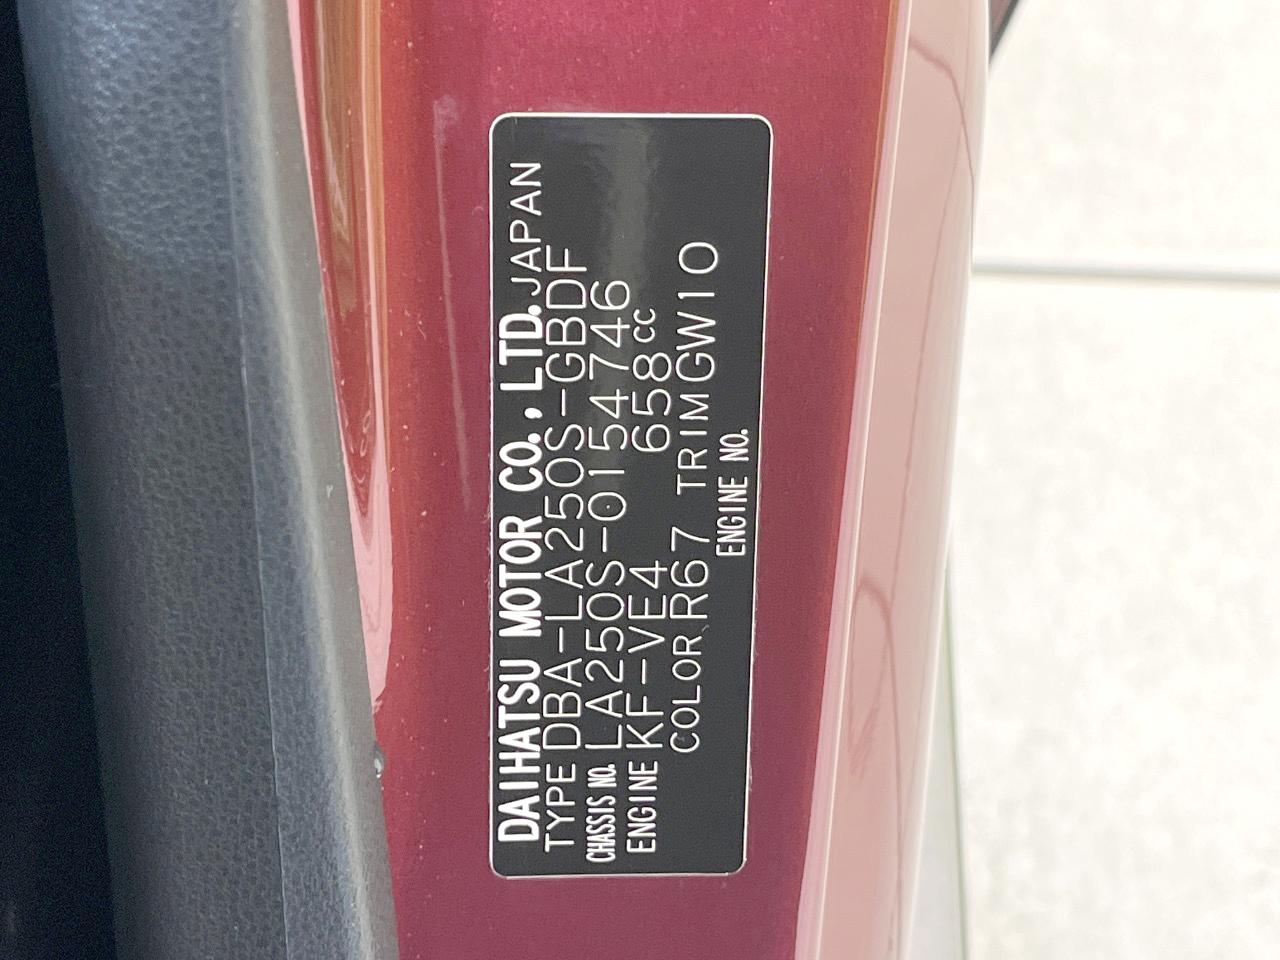 DAIHATSU MOTOR CO., LTD. JAPAN
TYPE DBA-LA250S-GBDF
CHASSIS NO. LA250S-0154746
ENGINE KF-VE4 658cc
COLOR R67 TRIM GW10
ENGINE NO.